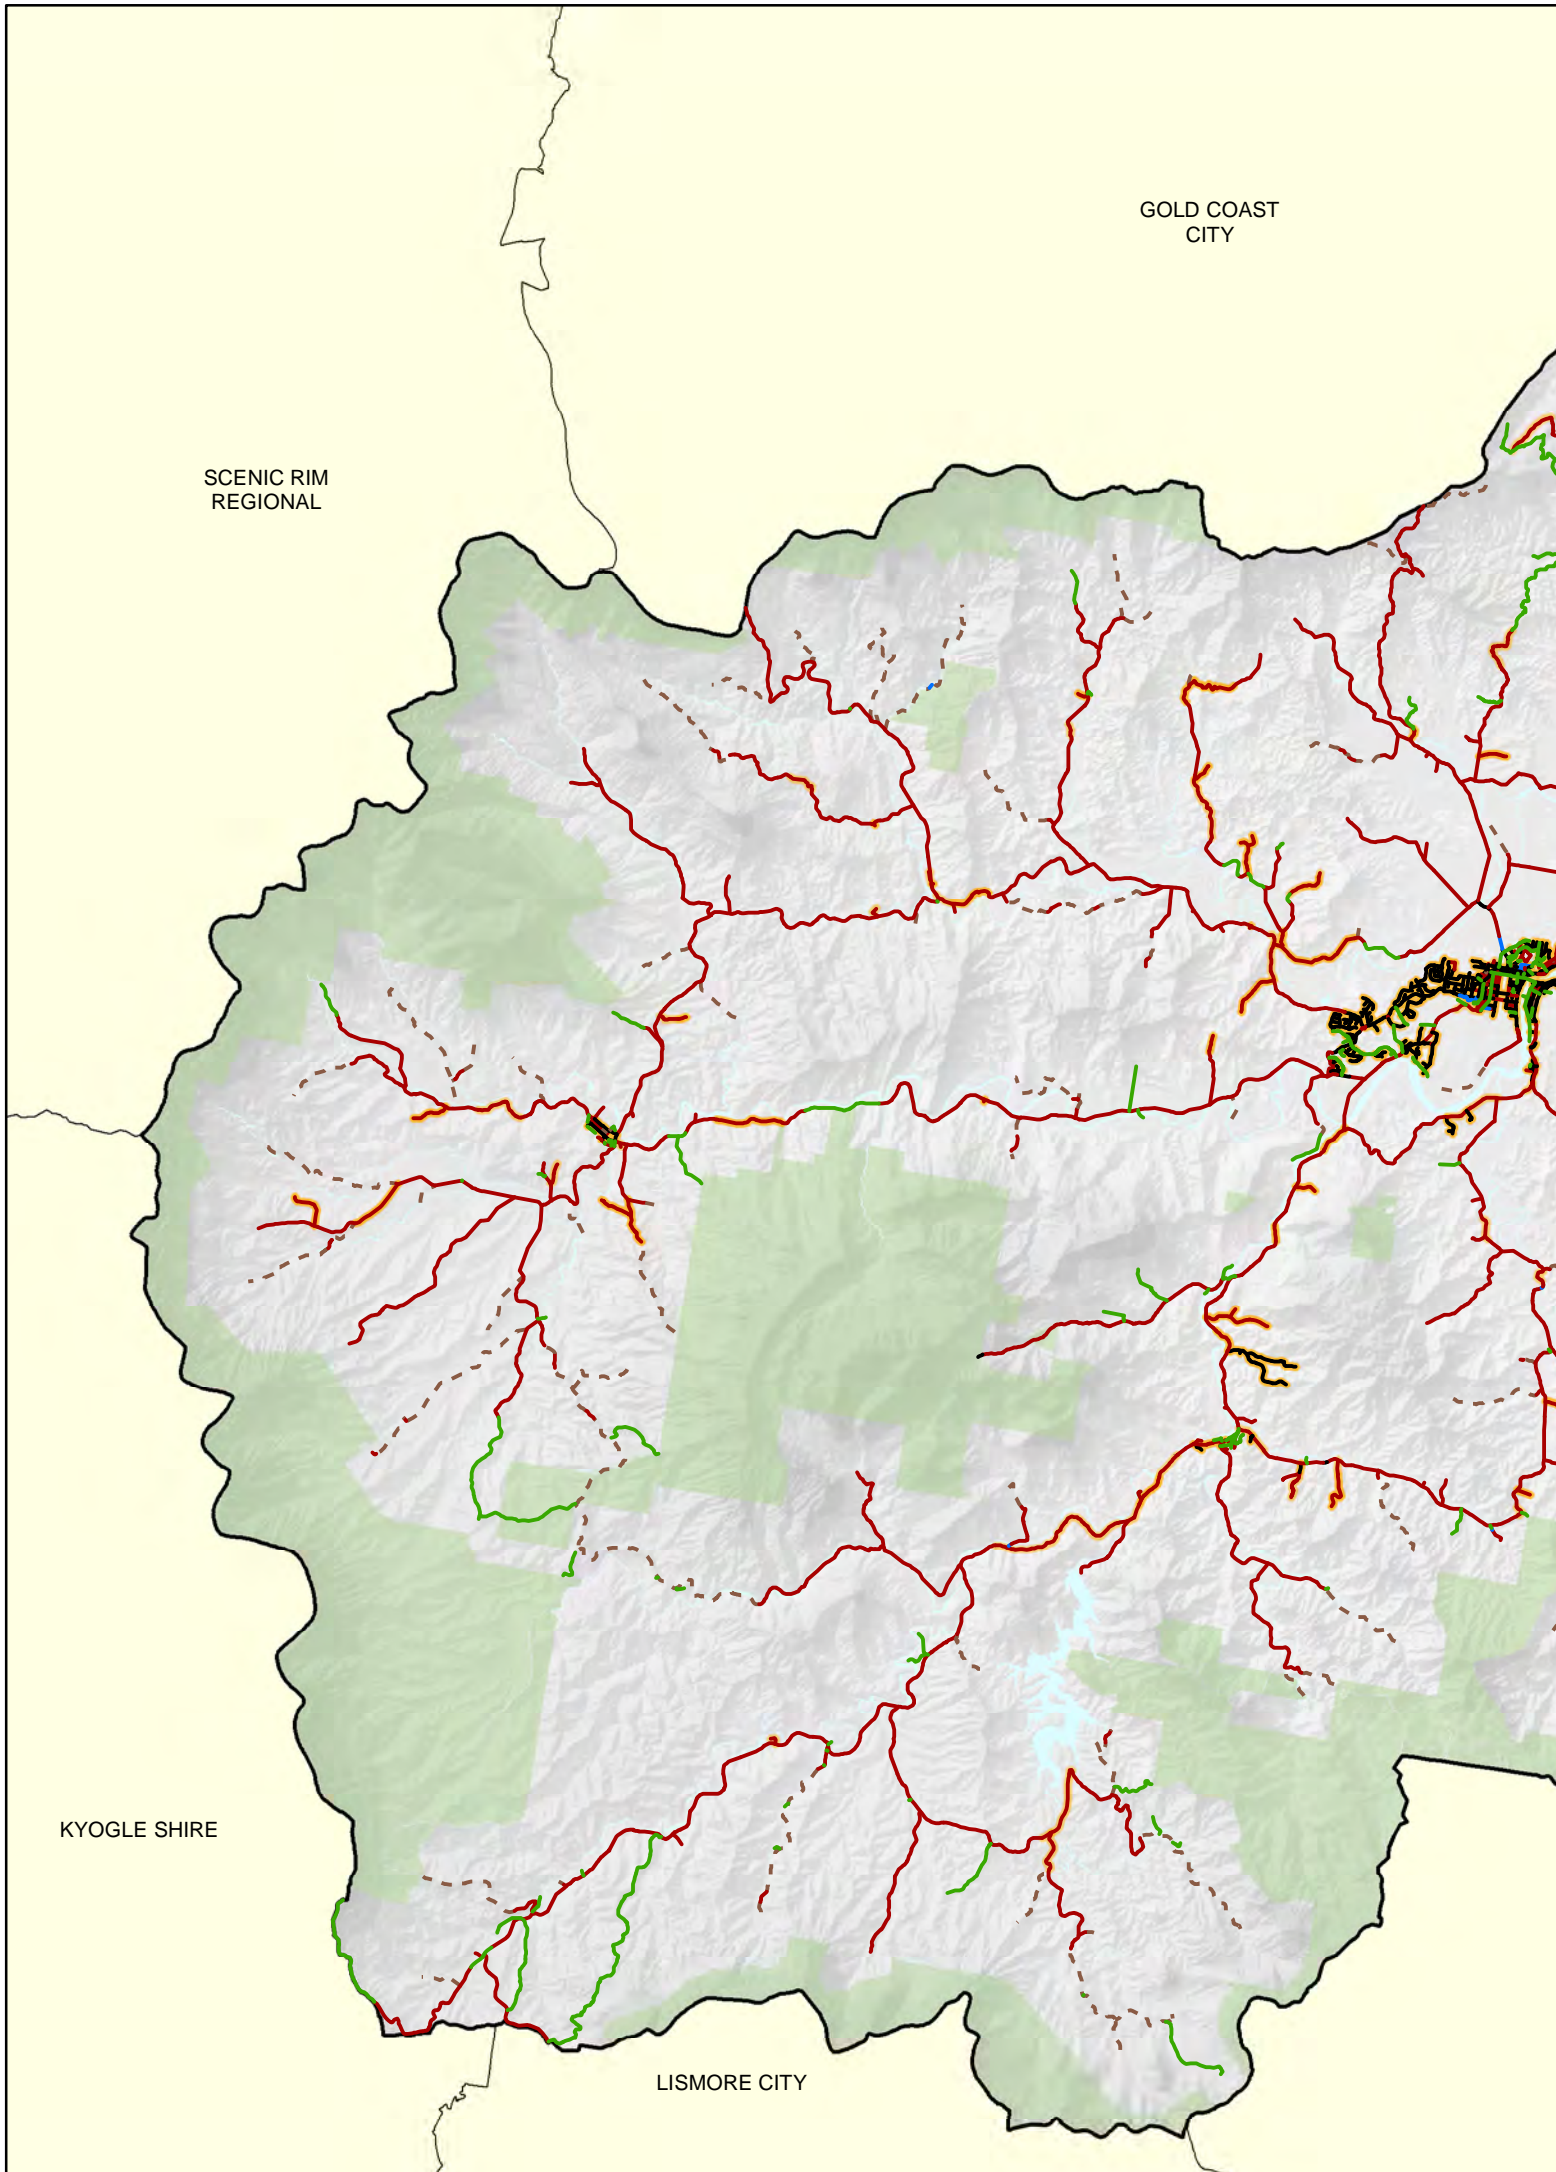 GOLD COAST
CITY
SCENIC RIM
REGIONAL
KYOGLE SHIRE
LISMORE CITY